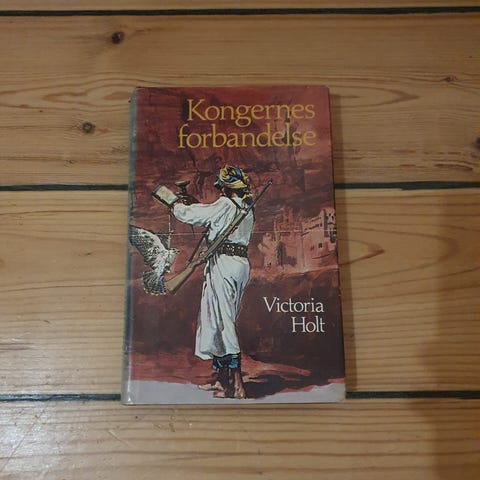 Kongernes
forbandelse
Victoria
Holt